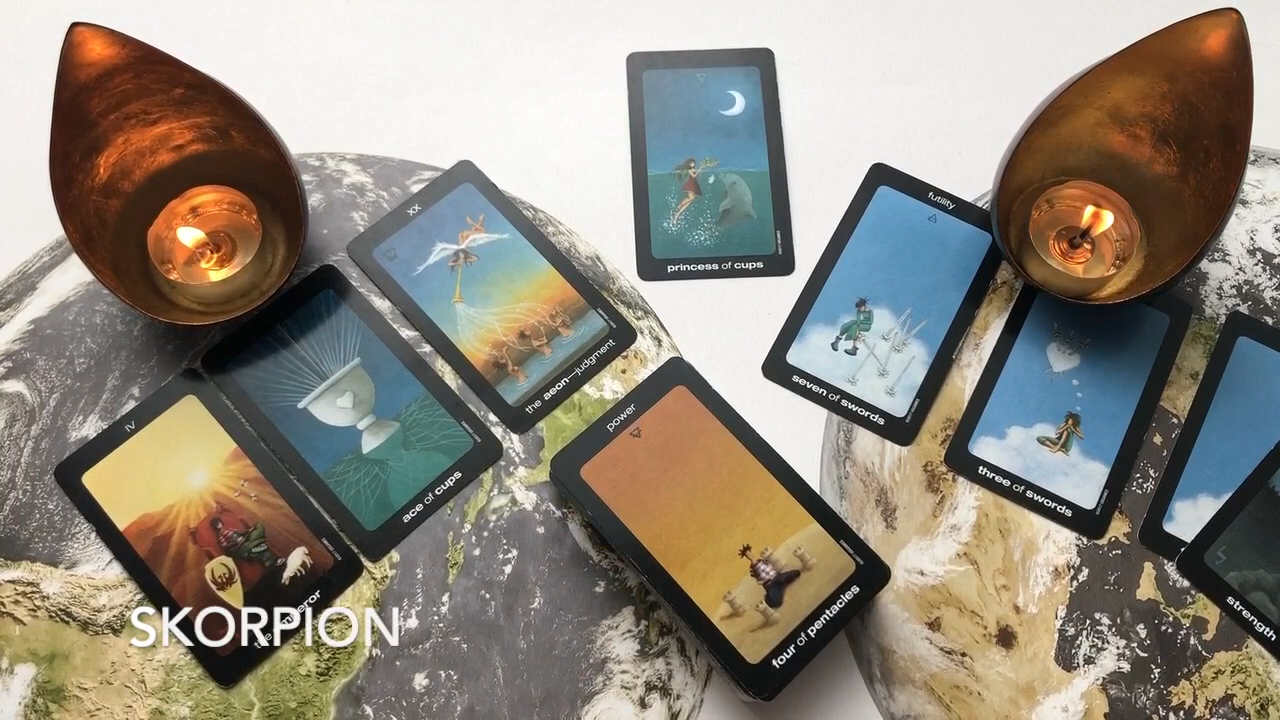 princess of cups
XX
the aeon—judgment
futility
seven of swords
three of swords
ace of cups
power
four of pentacles
IV
strength
SKORPION